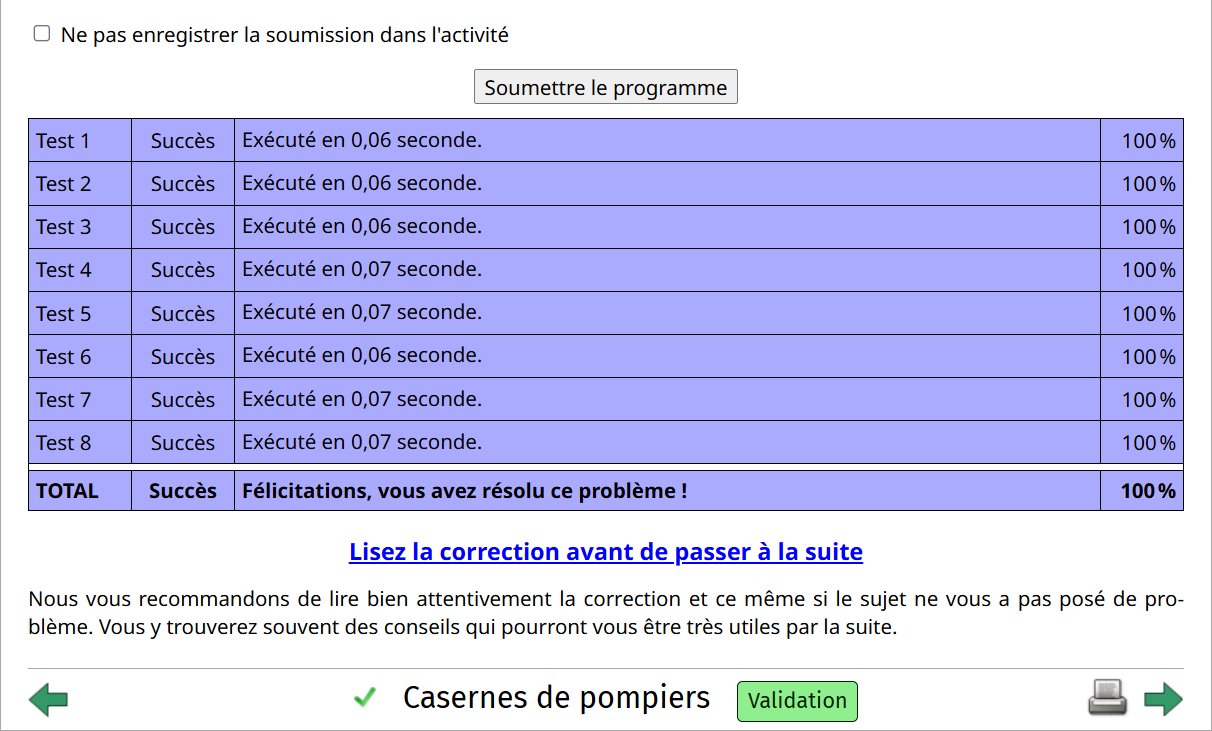 Ne pas enregistrer la soumission dans l'activité
Soumettre le programme
Test 1 Succès Exécuté en 0,06 seconde. 100 %
Test 2 Succès Exécuté en 0,06 seconde. 100 %
Test 3 Succès Exécuté en 0,06 seconde. 100 %
Test 4 Succès Exécuté en 0,07 seconde. 100 %
Test 5 Succès Exécuté en 0,07 seconde. 100 %
Test 6 Succès Exécuté en 0,06 seconde. 100 %
Test 7 Succès Exécuté en 0,07 seconde. 100 %
Test 8 Succès Exécuté en 0,07 seconde. 100 %
TOTAL Succès Félicitations, vous avez résolu ce problème ! 100 %
Lisez la correction avant de passer à la suite
Nous vous recommandons de lire bien attentivement la correction et ce même si le sujet ne vous a pas posé de pro-
blème. Vous y trouverez souvent des conseils qui pourront vous être très utiles par la suite.
Casernes de pompiers Validation